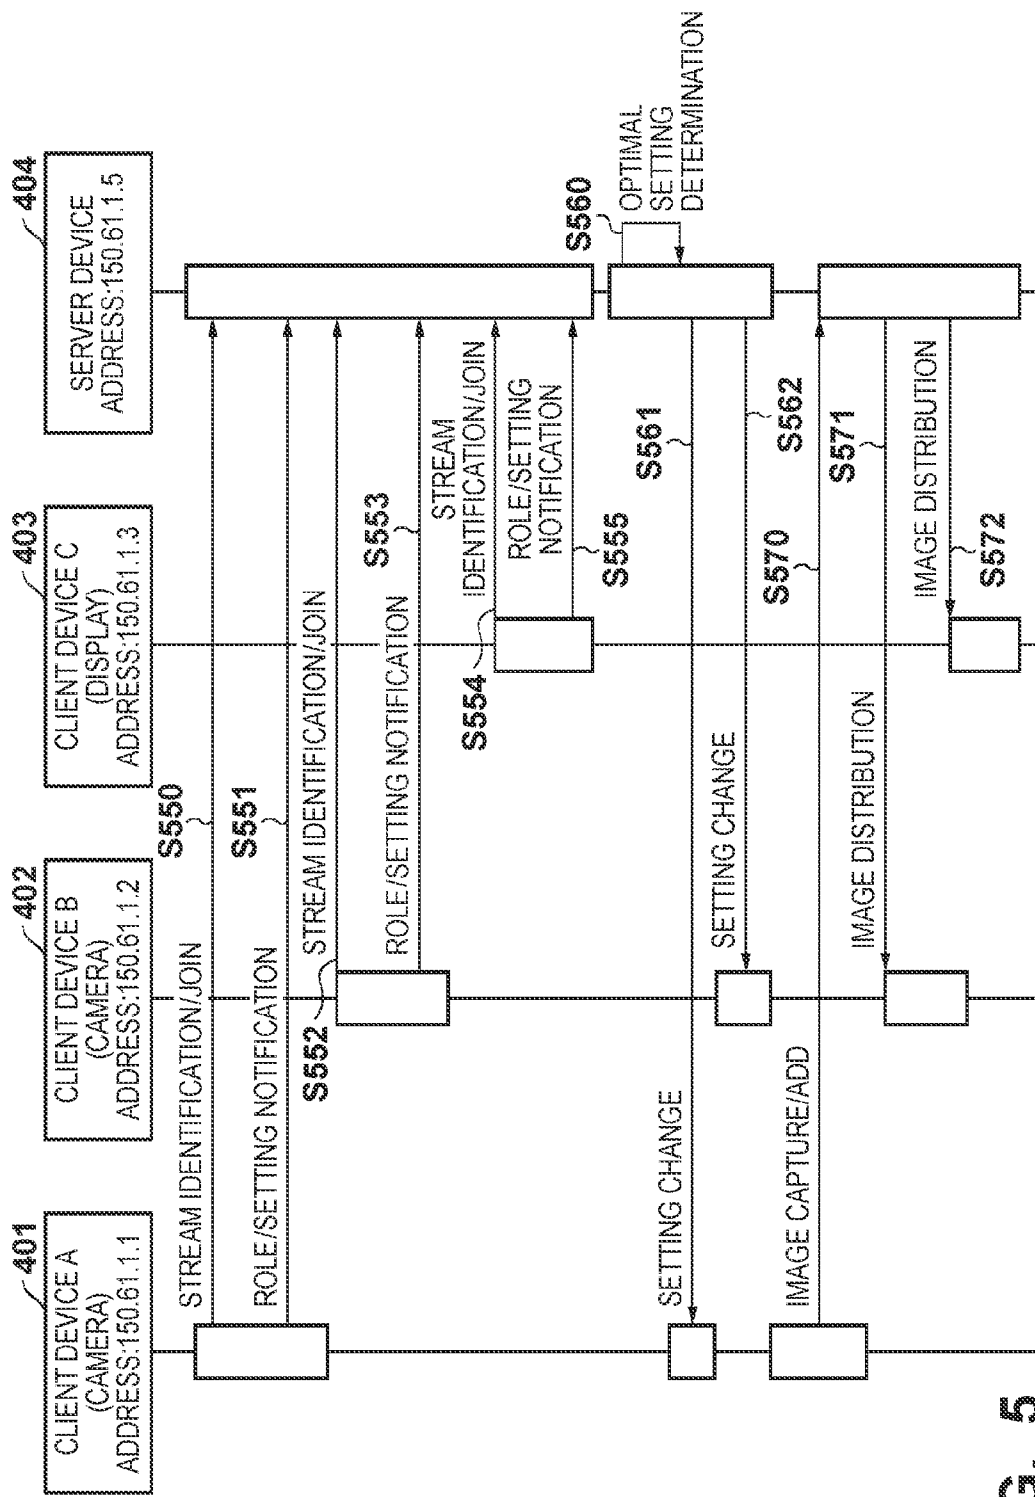 401
CLIENT DEVICE A
(CAMERA)
ADDRESS:150.61.1.1
402
CLIENT DEVICE B
(CAMERA)
ADDRESS:150.61.1.2
403
CLIENT DEVICE C
(DISPLAY)
ADDRESS:150.61.1.3
404
SERVER DEVICE
ADDRESS:150.61.1.5
STREAM IDENTIFICATION/JOIN
S550
ROLE/SETTING NOTIFICATION
S551
S552
STREAM IDENTIFICATION/JOIN
ROLE/SETTING NOTIFICATION
S553
S554
STREAM
IDENTIFICATION/JOIN
ROLE/SETTING
NOTIFICATION
S555
S560
OPTIMAL
SETTING
DETERMINATION
SETTING CHANGE
S561
SETTING CHANGE
S562
IMAGE CAPTURE/ADD
S570
IMAGE DISTRIBUTION
S571
IMAGE DISTRIBUTION
S572
G. 5